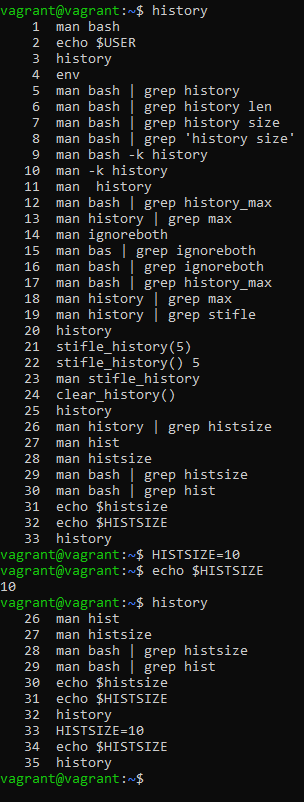 vagrant@vagrant:~$ history
    1  man bash
    2  echo $USER
    3  history
    4  env
    5  man bash | grep history
    6  man bash | grep history len
    7  man bash | grep history size
    8  man bash | grep 'history size'
    9  man bash -k history
   10  man -k history
   11  man  history
   12  man bash | grep history_max
   13  man history | grep max
   14  man ignoreboth
   15  man bas | grep ignoreboth
   16  man bash | grep ignoreboth
   17  man bash | grep history_max
   18  man history | grep max
   19  man history | grep stifle
   20  history
   21  stifle_history(5)
   22  stifle_history() 5
   23  man stifle_history
   24  clear_history()
   25  history
   26  man history | grep histsize
   27  man hist
   28  man histsize
   29  man bash | grep histsize
   30  man bash | grep hist
   31  echo $histsize
   32  echo $HISTSIZE
   33  history
vagrant@vagrant:~$ HISTSIZE=10
vagrant@vagrant:~$ echo $HISTSIZE
10
vagrant@vagrant:~$ history
   26  man hist
   27  man histsize
   28  man bash | grep histsize
   29  man bash | grep hist
   30  echo $histsize
   31  echo $HISTSIZE
   32  history
   33  HISTSIZE=10
   34  echo $HISTSIZE
   35  history
vagrant@vagrant:~$